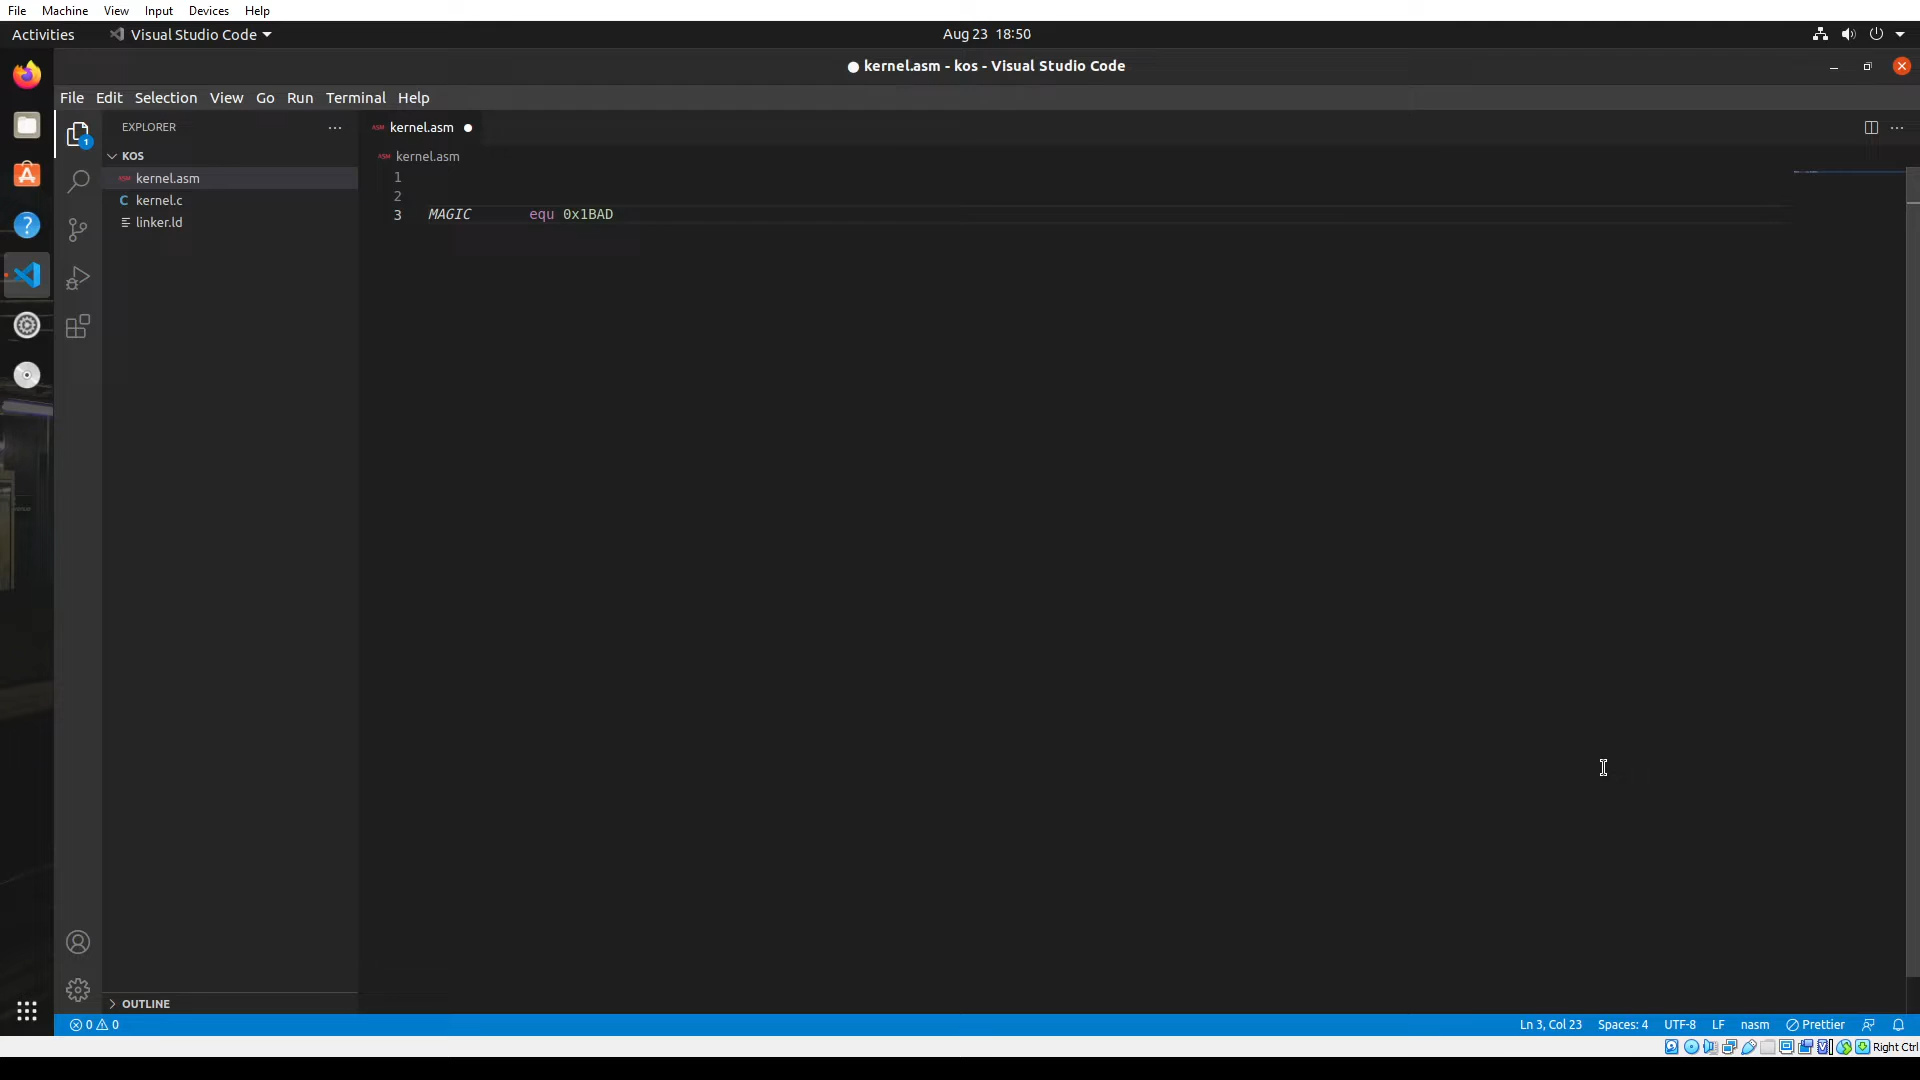 File Machine View Input Devices Help
Activities Visual Studio Code Aug 23 18:50
kernel.asm - kos - Visual Studio Code
File Edit Selection View Go Run Terminal Help
EXPLORER
KOS
kernel.asm
kernel.c
linker.ld
OUTLINE
kernel.asm
kernel.asm
1
2
3 MAGIC equ 0x1BAD
0 0 Ln 3, Col 23 Spaces: 4 UTF-8 LF nasm Prettier
Right Ctrl